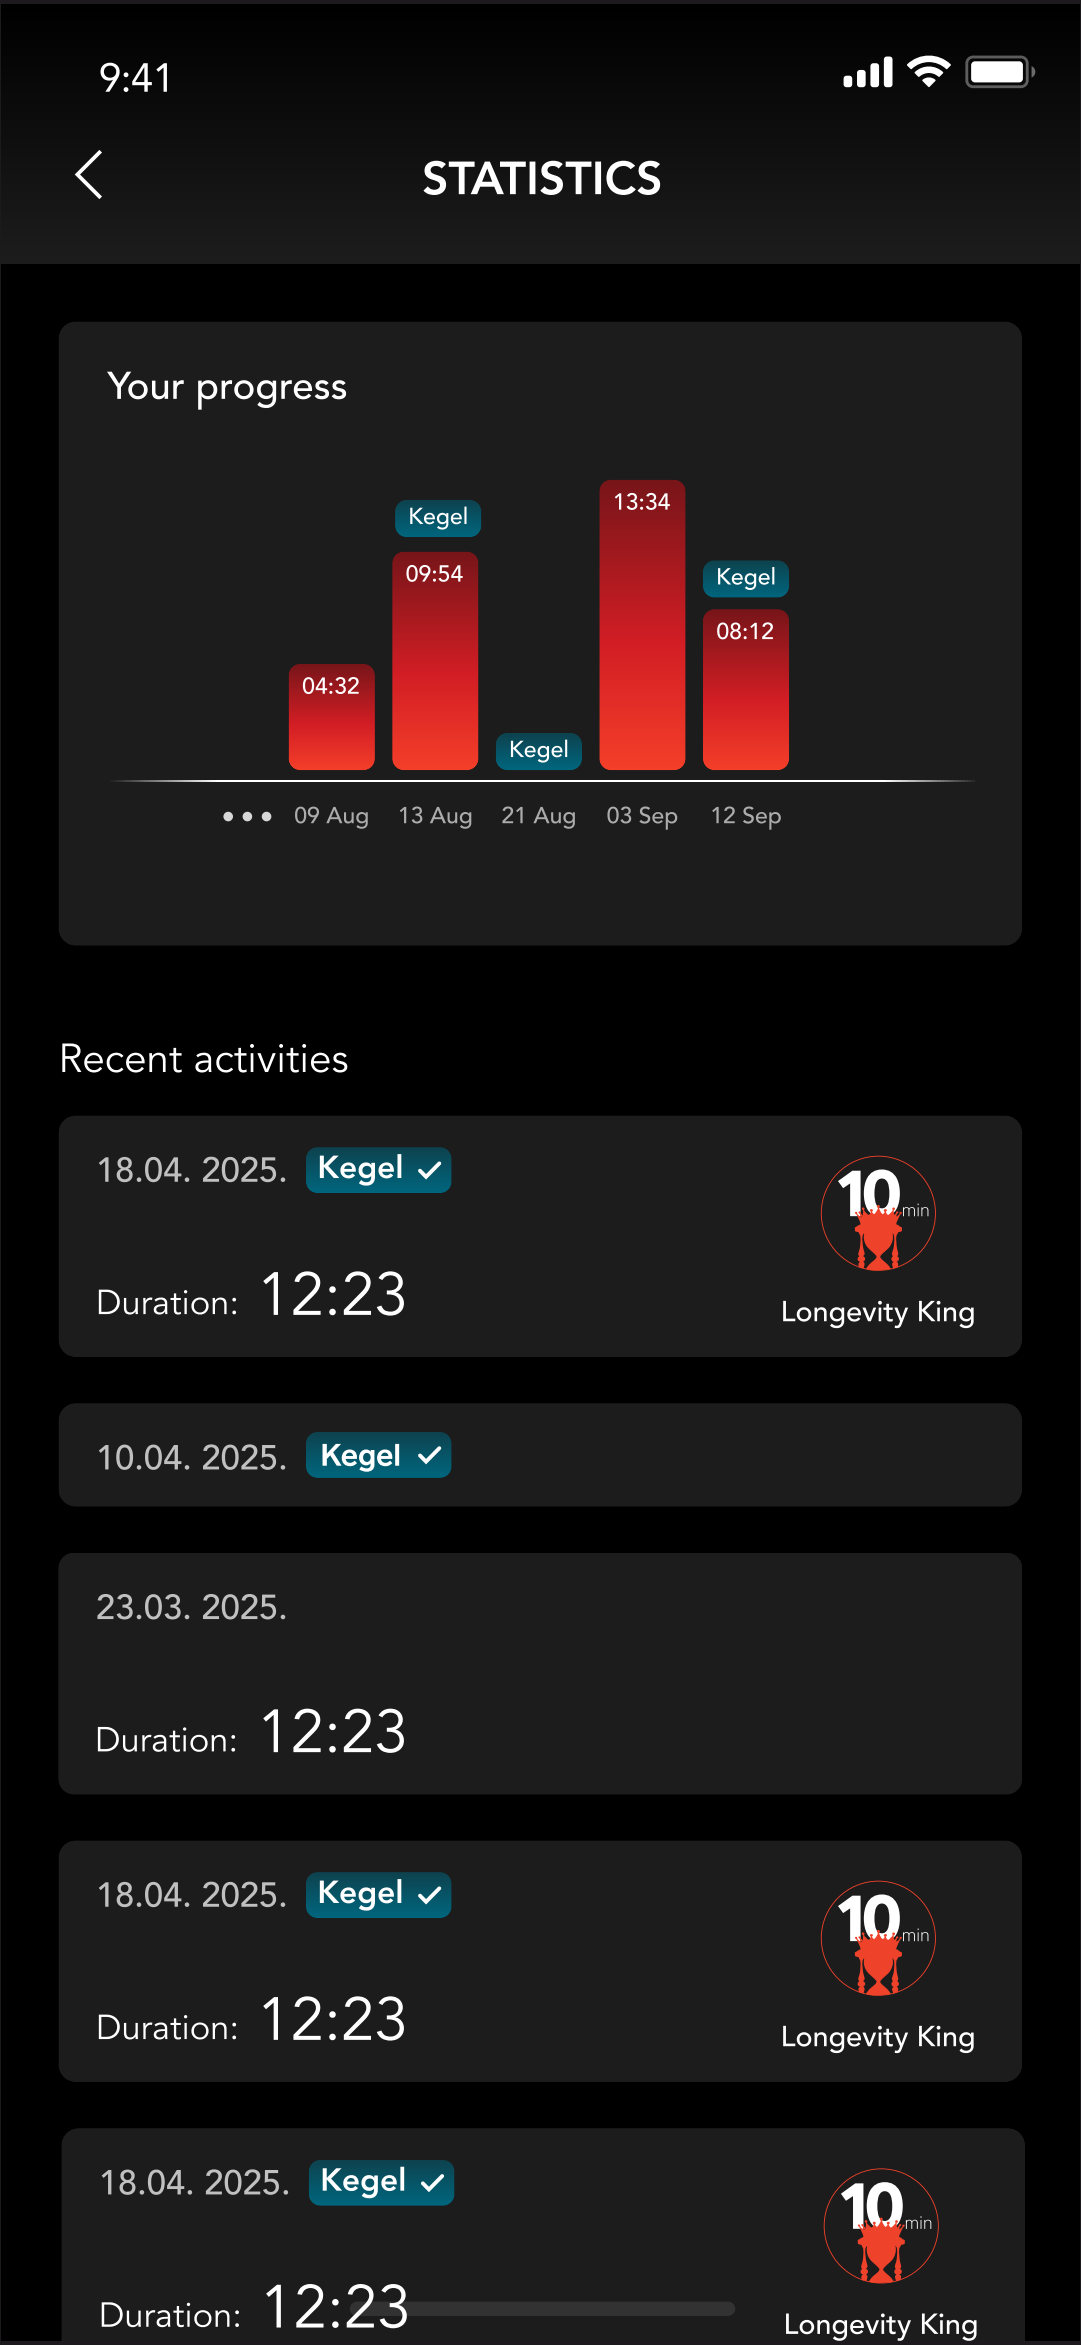 9:41
STATISTICS
Your progress
13:34
Kegel
09:54
Kegel
08:12
04:32
Kegel
••• 09 Aug 13 Aug 21 Aug 03 Sep 12 Sep
Recent activities
18.04. 2025. Kegel ✓
10 min
Duration: 12:23
Longevity King
10.04. 2025. Kegel ✓
23.03. 2025.
Duration: 12:23
18.04. 2025. Kegel ✓
10 min
Duration: 12:23
Longevity King
18.04. 2025. Kegel ✓
10 min
Duration: 12:23
Longevity King